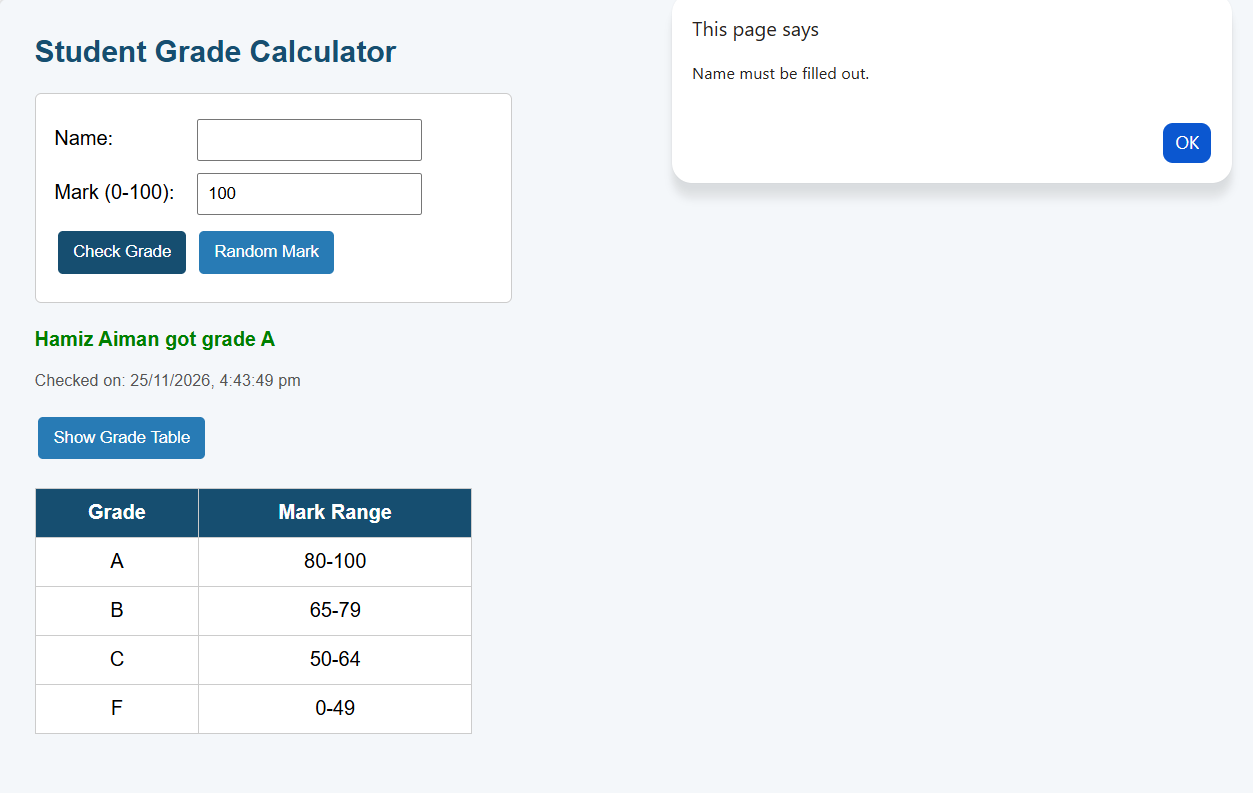 Student Grade Calculator
Name:
Mark (0-100): 100
Check Grade Random Mark
Hamiz Aiman got grade A
Checked on: 25/11/2026, 4:43:49 pm
Show Grade Table
Grade Mark Range
A 80-100
B 65-79
C 50-64
F 0-49
This page says
Name must be filled out.
OK